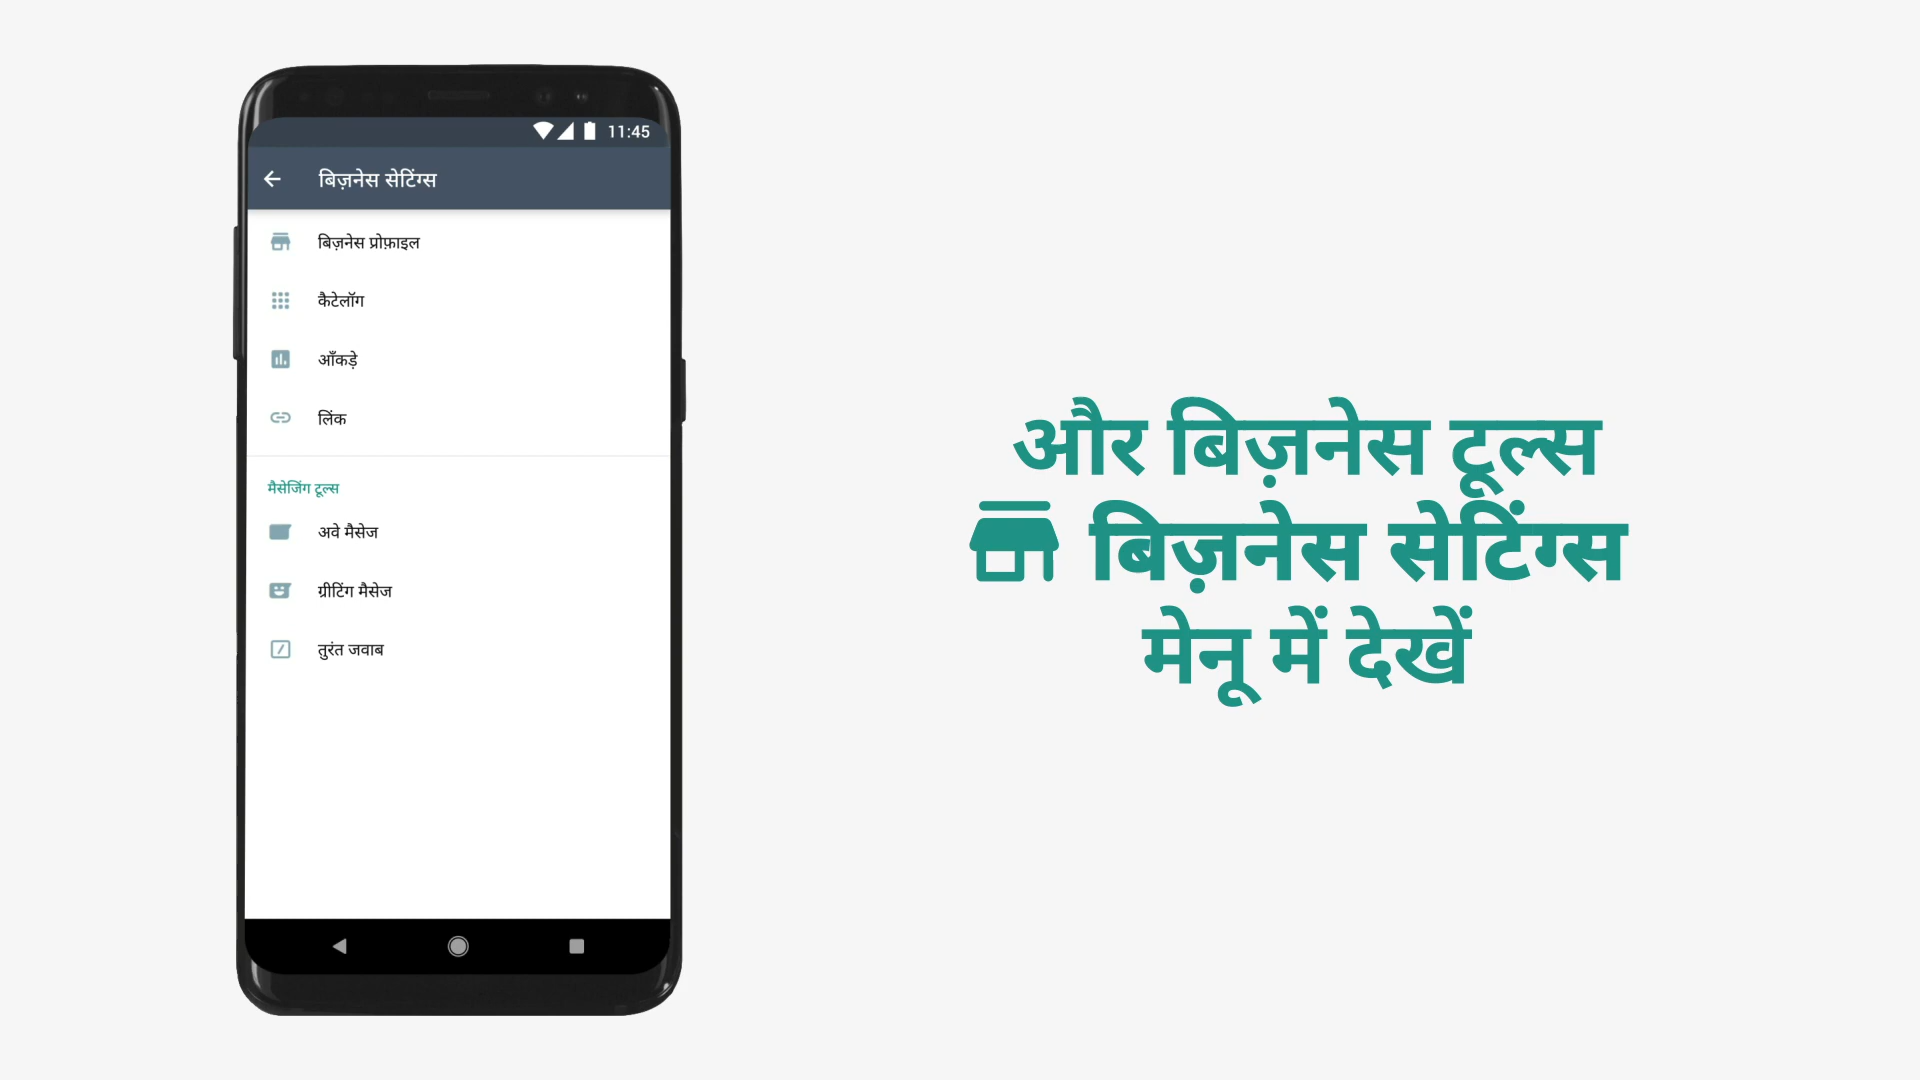 11:45
बिज़नेस सेटिंग्स
बिज़नेस प्रोफ़ाइल
कैटेलॉग
आँकड़े
लिंक
मैसेजिंग टूल्स
अवे मैसेज
ग्रीटिंग मैसेज
तुरंत जवाब
और बिज़नेस टूल्स
बिज़नेस सेटिंग्स
मेनू में देखें